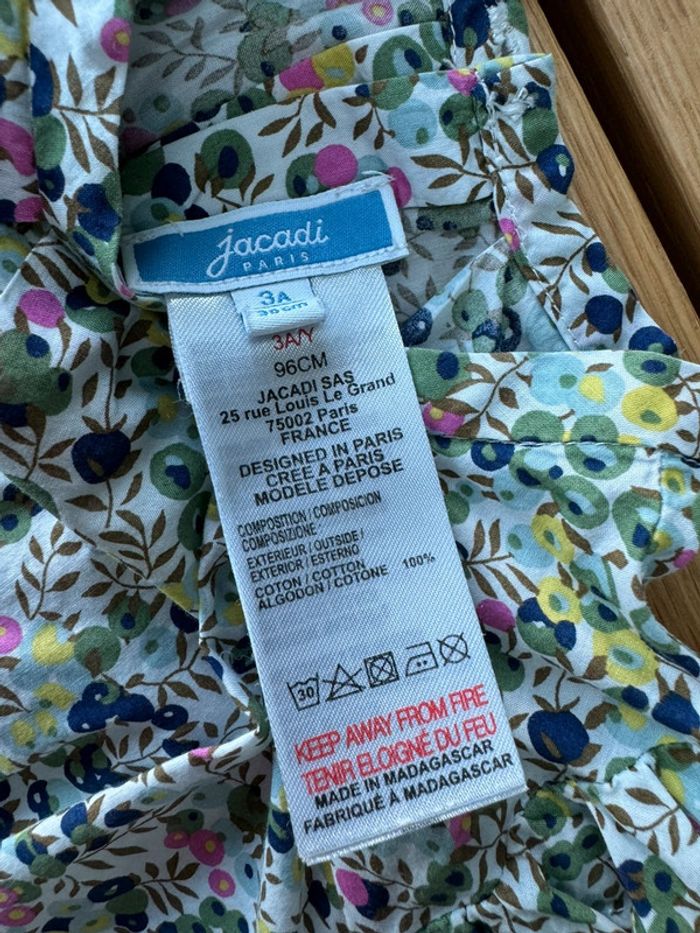 jacadi
PARIS
3A
3A/Y
96CM
JACADI SAS
25 rue Louis Le Grand
75002 Paris
FRANCE
DESIGNED IN PARIS
CREE A PARIS
MODELE DEPOSE
COMPOSITION / COMPOSICION
COMPOSIZIONE
EXTERIEUR / OUTSIDE /
EXTERIOR / ESTERNO
COTON / COTTON 100%
ALGODON / COTONE
30
KEEP AWAY FROM FIRE
TENIR ELOIGNÉ DU FEU
MADE IN MADAGASCAR
FABRIQUÉ À MADAGASCAR